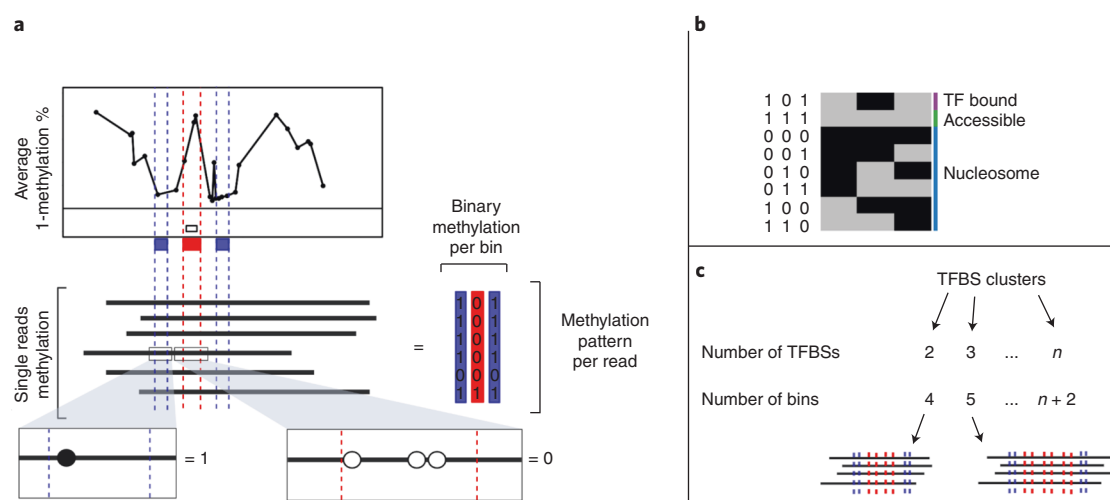 a
Average
1-methylation %
Single reads
methylation
Binary
methylation
per bin
=
1 0 1
1 0 1
1 0 1
1 0 1
0 0 0
1 1 1
Methylation
pattern
per read
= 1
= 0
b
1 0 1 TF bound
1 1 1 Accessible
0 0 0
0 0 1
0 1 0 Nucleosome
0 1 1
1 0 0
1 1 0
c
TFBS clusters
Number of TFBSs 2 3 ... n
Number of bins 4 5 ... n + 2